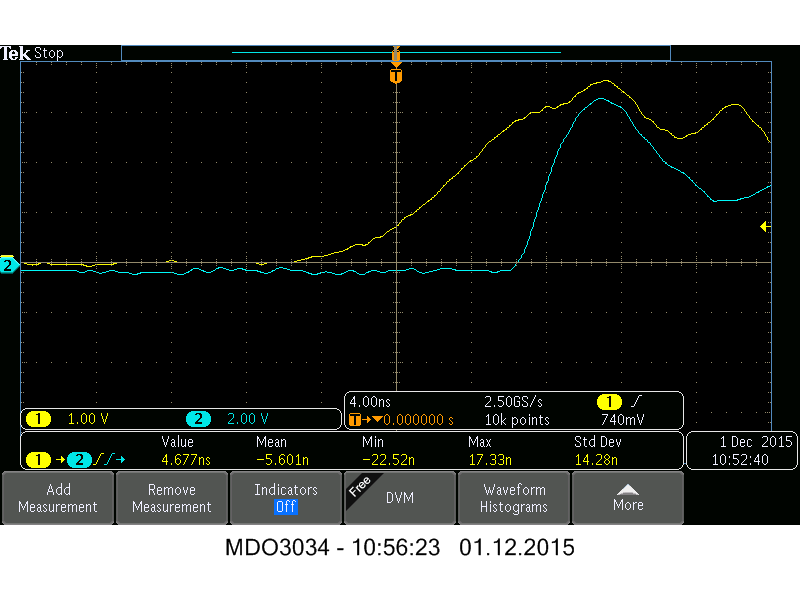 Tek Stop
T
T
2
1 1.00 V 2 2.00 V
4.00ns 2.50GS/s 1
T→▼0.000000 s 10k points 740mV
Value Mean Min Max Std Dev
1 → 2 4.677ns −5.601n −22.52n 17.33n 14.28n
1 Dec 2015
10:52:40
Add Measurement
Remove Measurement
Indicators
Off
Free
DVM
Waveform Histograms
More
MDO3034 - 10:56:23 01.12.2015